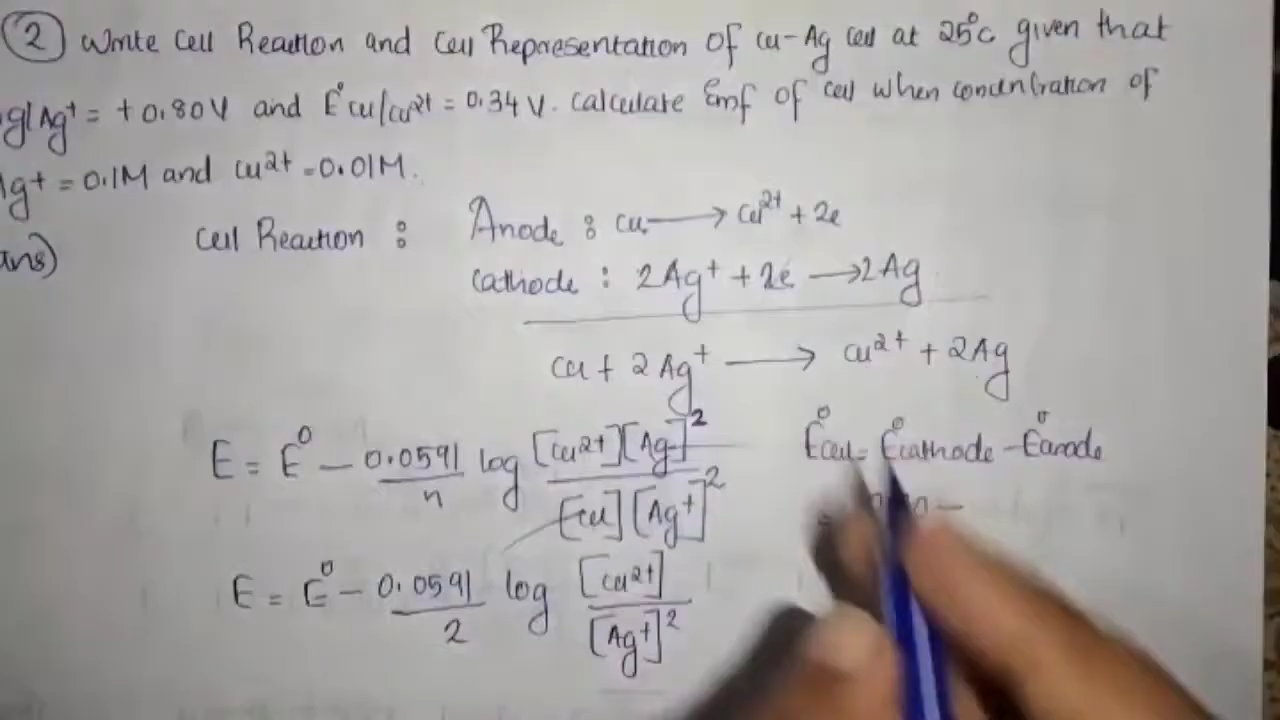 2 Write Cell Reaction and Cell Representation of Cu-Ag cell at 25°C given that
g|Ag+ = +0.80V and E°Cu/Cu2+ = 0.34V. Calculate Emf of cell when concentration of
Ag+ = 0.1M and Cu2+ = 0.01M.
Ans)
Cell Reaction : Anode : Cu → Cu2+ + 2e
Cathode : 2Ag+ + 2e → 2Ag
Cu + 2Ag+ → Cu2+ + 2Ag
E = E° - 0.0591/n log [Cu2+][Ag]2/[Cu][Ag+]2
E°cell = E°cathode - E°anode
E = E° - 0.0591/2 log [Cu2+]/[Ag+]2